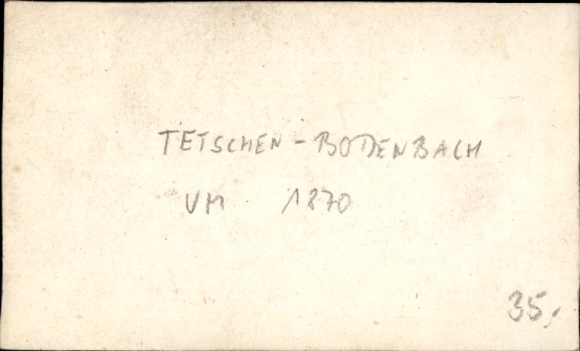 TETSCHEN - BODENBACH
UM 1870
35,